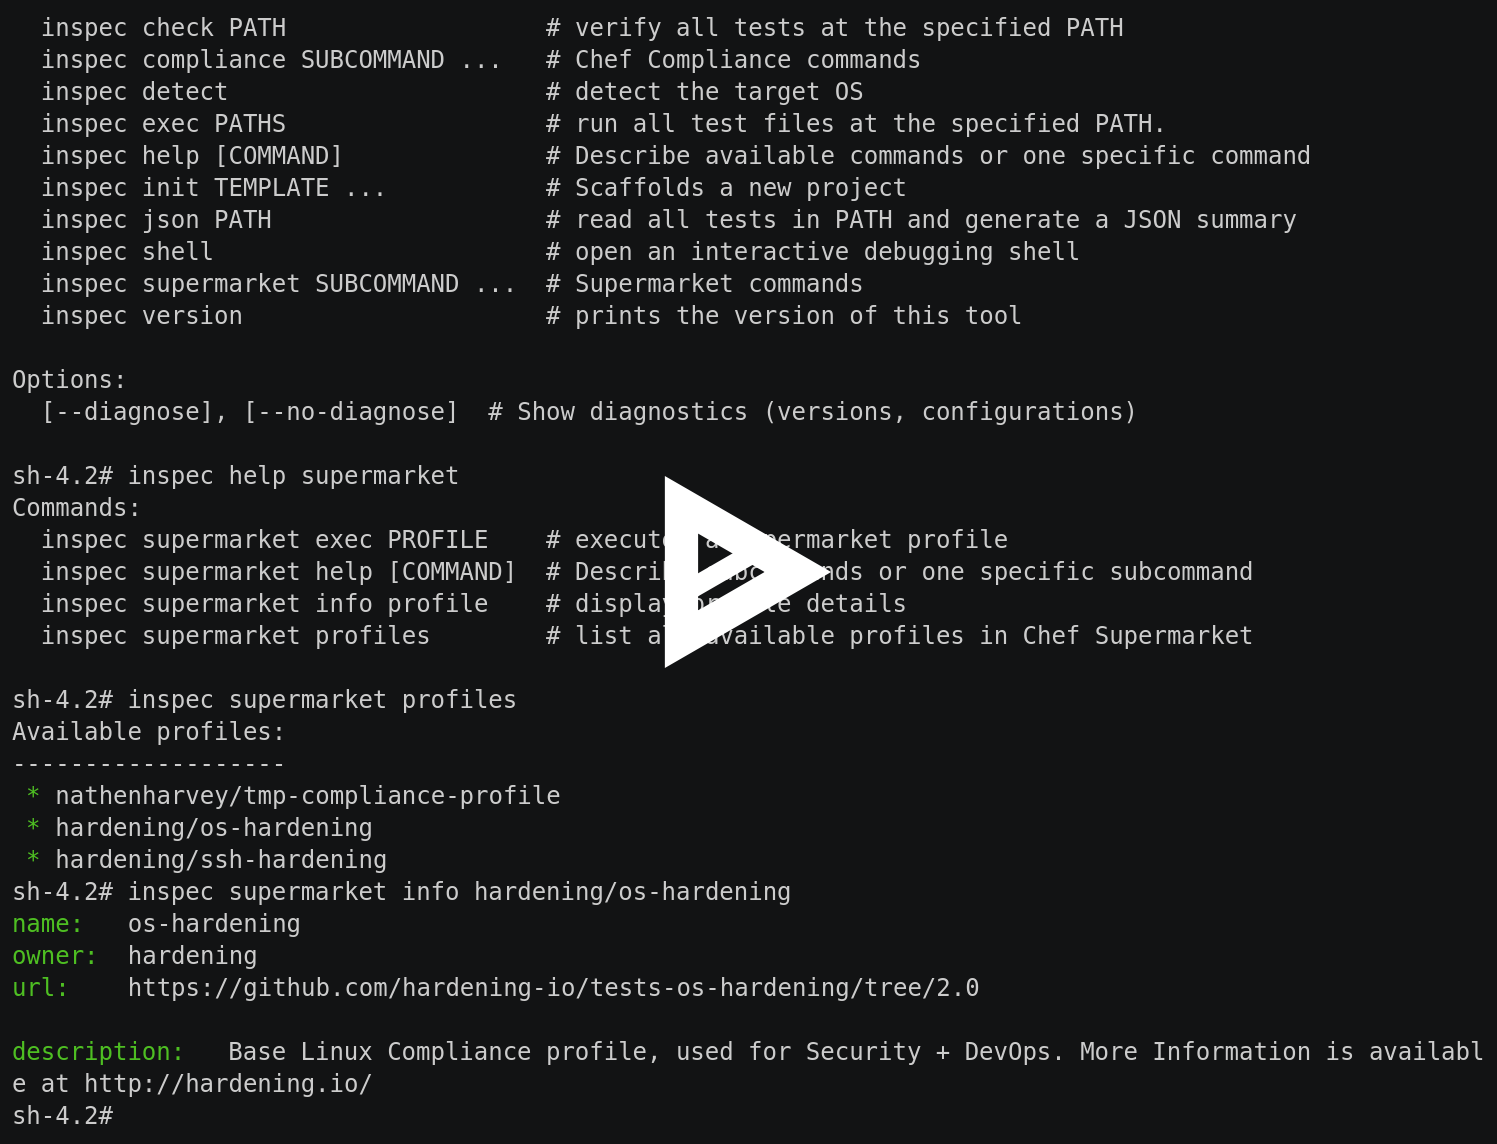 inspec check PATH # verify all tests at the specified PATH
inspec compliance SUBCOMMAND ... # Chef Compliance commands
inspec detect # detect the target OS
inspec exec PATHS # run all test files at the specified PATH.
inspec help [COMMAND] # Describe available commands or one specific command
inspec init TEMPLATE ... # Scaffolds a new project
inspec json PATH # read all tests in PATH and generate a JSON summary
inspec shell # open an interactive debugging shell
inspec supermarket SUBCOMMAND ... # Supermarket commands
inspec version # prints the version of this tool
Options:
[--diagnose], [--no-diagnose] # Show diagnostics (versions, configurations)
sh-4.2# inspec help supermarket
Commands:
inspec supermarket exec PROFILE # execute a supermarket profile
inspec supermarket help [COMMAND] # Describe subcommands or one specific subcommand
inspec supermarket info profile # display profile details
inspec supermarket profiles # list all available profiles in Chef Supermarket
sh-4.2# inspec supermarket profiles
Available profiles:
-------------------
* nathenharvey/tmp-compliance-profile
* hardening/os-hardening
* hardening/ssh-hardening
sh-4.2# inspec supermarket info hardening/os-hardening
name: os-hardening
owner: hardening
url: https://github.com/hardening-io/tests-os-hardening/tree/2.0
description: Base Linux Compliance profile, used for Security + DevOps. More Information is availabl
e at http://hardening.io/
sh-4.2#